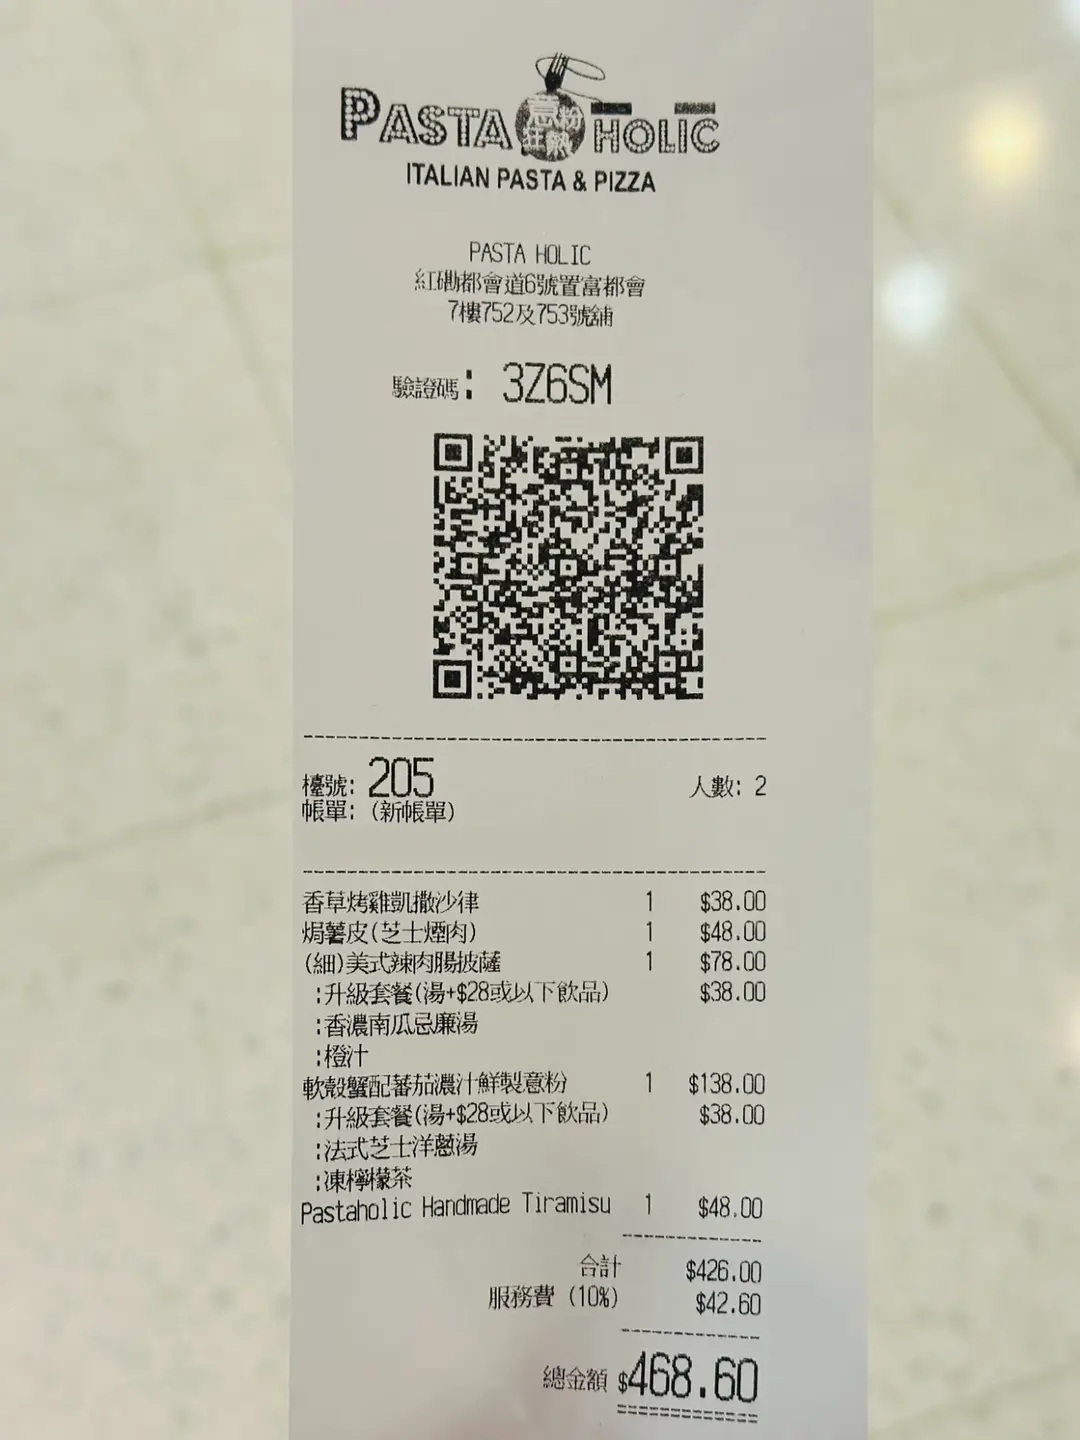 PASTA 意粉狂熱 HOLIC
ITALIAN PASTA & PIZZA
PASTA HOLIC
紅磡都會道6號置富都會
7樓752及753號舖
驗證碼: 3Z6SM
檯號: 205 人數: 2
帳單: (新帳單)
香草烤雞凱撒沙律 1 $38.00
焗薯皮(芝士煙肉) 1 $48.00
(細)美式辣肉腸披薩 1 $78.00
:升級套餐(湯+$28或以下飲品) $38.00
:香濃南瓜忌廉湯
:橙汁
軟殼蟹配蕃茄濃汁鮮製意粉 1 $138.00
:升級套餐(湯+$28或以下飲品) $38.00
:法式芝士洋蔥湯
:凍檸檬茶
Pastaholic Handmade Tiramisu 1 $48.00
合計 $426.00
服務費 (10%) $42.60
總金額 $468.60